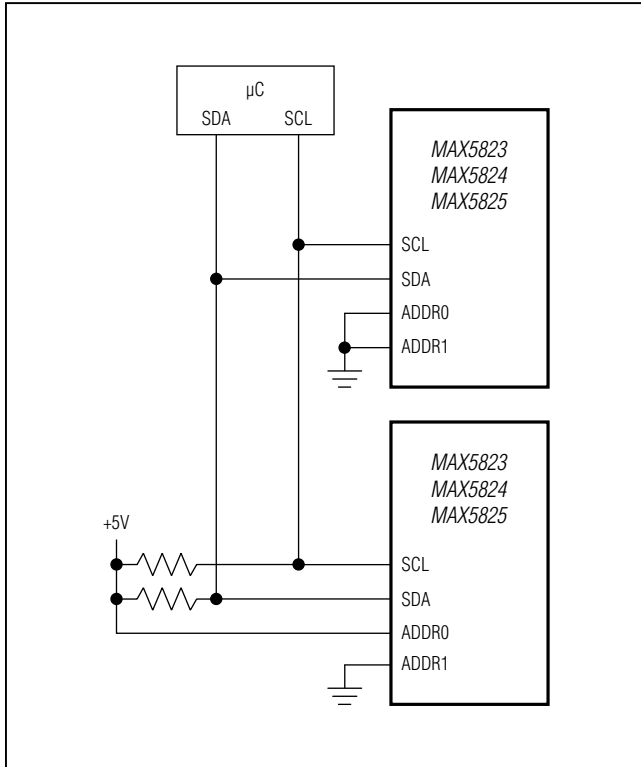 µC
SDA SCL
MAX5823
MAX5824
MAX5825
SCL
SDA
ADDR0
ADDR1
MAX5823
MAX5824
MAX5825
+5V
SCL
SDA
ADDR0
ADDR1